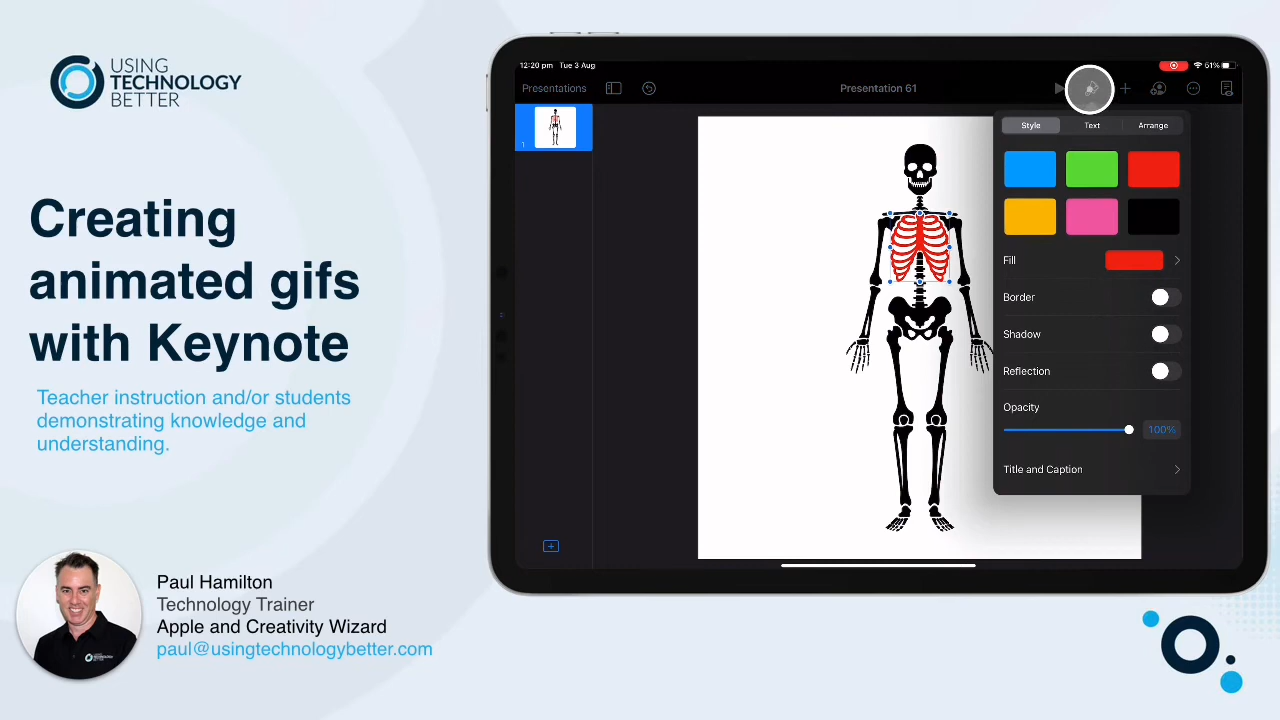 USING
TECHNOLOGY
BETTER
Creating
animated gifs
with Keynote
Teacher instruction and/or students
demonstrating knowledge and
understanding.
Paul Hamilton
Technology Trainer
Apple and Creativity Wizard
paul@usingtechnologybetter.com
12:20 pm Tue 3 Aug
51%
Presentations
Presentation 61
1
Style Text Arrange
Fill
Border
Shadow
Reflection
Opacity
100%
Title and Caption